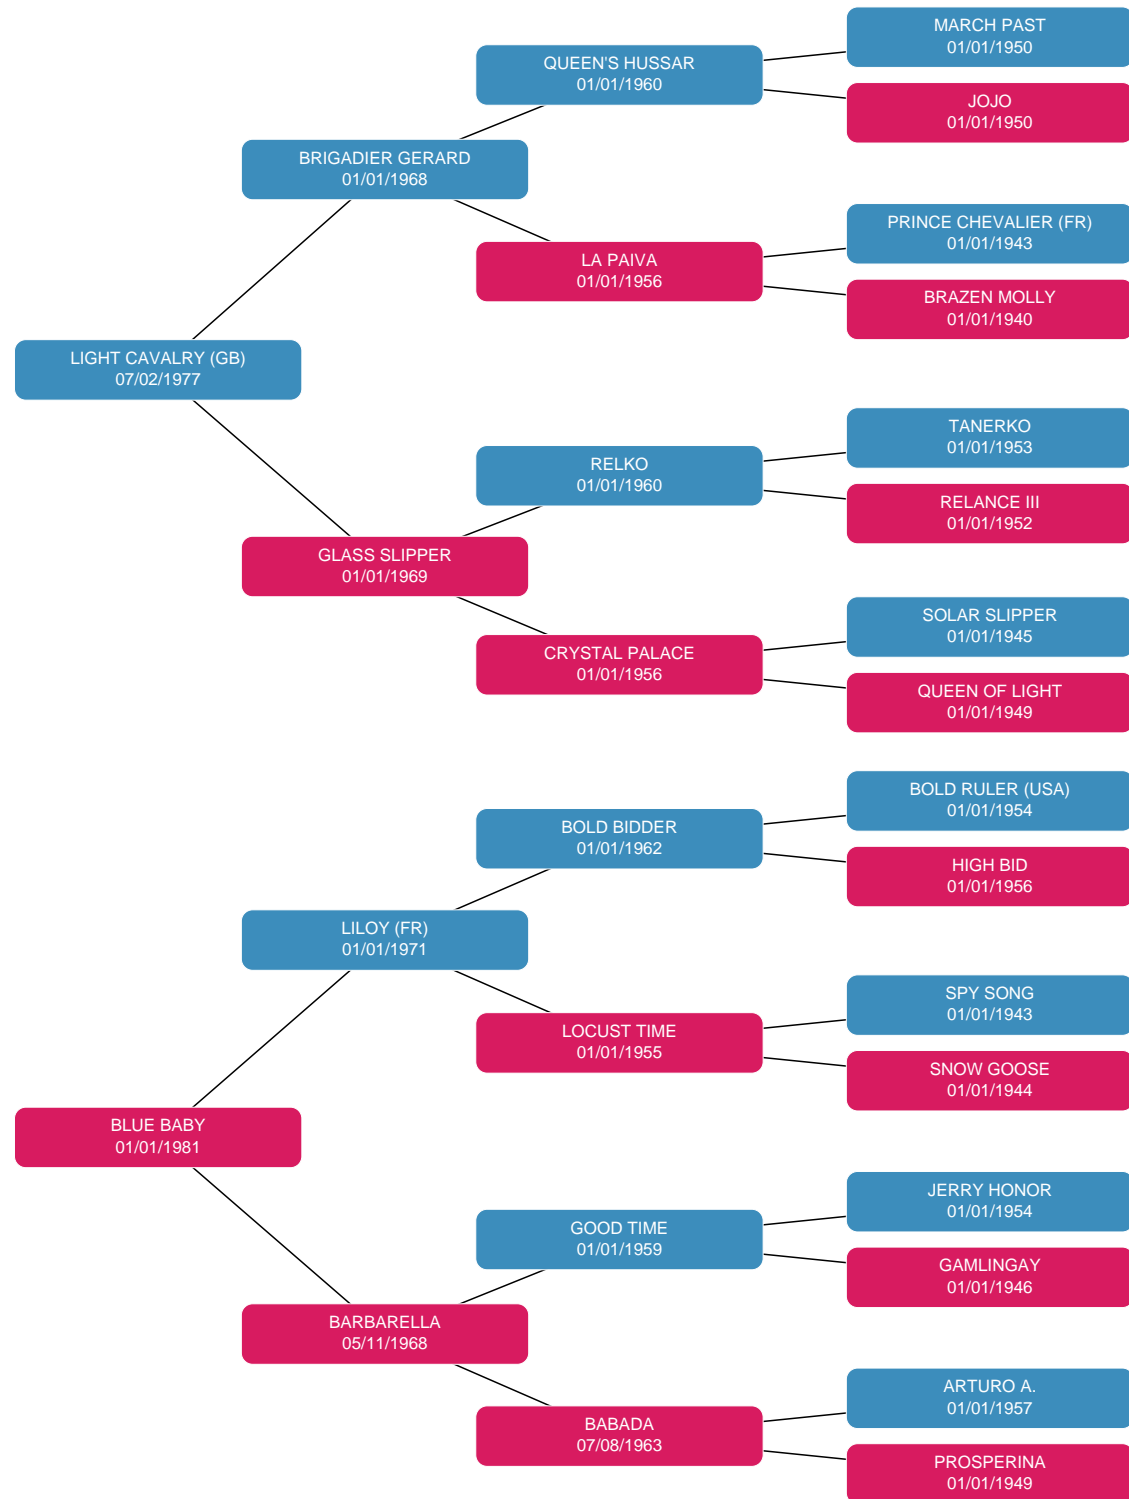 MARCH PAST
01/01/1950
QUEEN'S HUSSAR
01/01/1960
JOJO
01/01/1950
BRIGADIER GERARD
01/01/1968
PRINCE CHEVALIER (FR)
01/01/1943
LA PAIVA
01/01/1956
BRAZEN MOLLY
01/01/1940
LIGHT CAVALRY (GB)
07/02/1977
TANERKO
01/01/1953
RELKO
01/01/1960
RELANCE III
01/01/1952
GLASS SLIPPER
01/01/1969
SOLAR SLIPPER
01/01/1945
CRYSTAL PALACE
01/01/1956
QUEEN OF LIGHT
01/01/1949
BOLD RULER (USA)
01/01/1954
BOLD BIDDER
01/01/1962
HIGH BID
01/01/1956
LILOY (FR)
01/01/1971
SPY SONG
01/01/1943
LOCUST TIME
01/01/1955
SNOW GOOSE
01/01/1944
BLUE BABY
01/01/1981
JERRY HONOR
01/01/1954
GOOD TIME
01/01/1959
GAMLINGAY
01/01/1946
BARBARELLA
05/11/1968
ARTURO A.
01/01/1957
BABADA
07/08/1963
PROSPERINA
01/01/1949